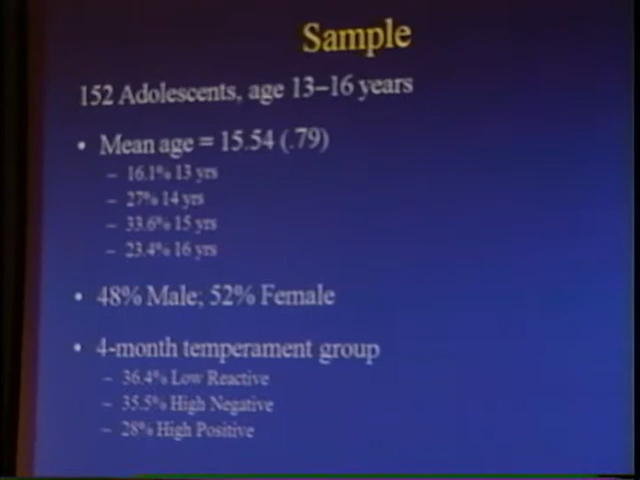 Sample
152 Adolescents, age 13–16 years
• Mean age = 15.54 (.79)
– 16.1% 13 yrs
– 27% 14 yrs
– 33.6% 15 yrs
– 23.4% 16 yrs
• 48% Male; 52% Female
• 4-month temperament group
– 36.4% Low Reactive
– 35.5% High Negative
– 28% High Positive